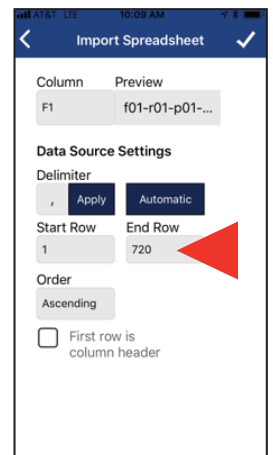 AT&T LTE 10:09 AM
Import Spreadsheet
Column Preview
F1 f01-r01-p01-...
Data Source Settings
Delimiter
, Apply Automatic
Start Row End Row
1 720
Order
Ascending
First row is
column header